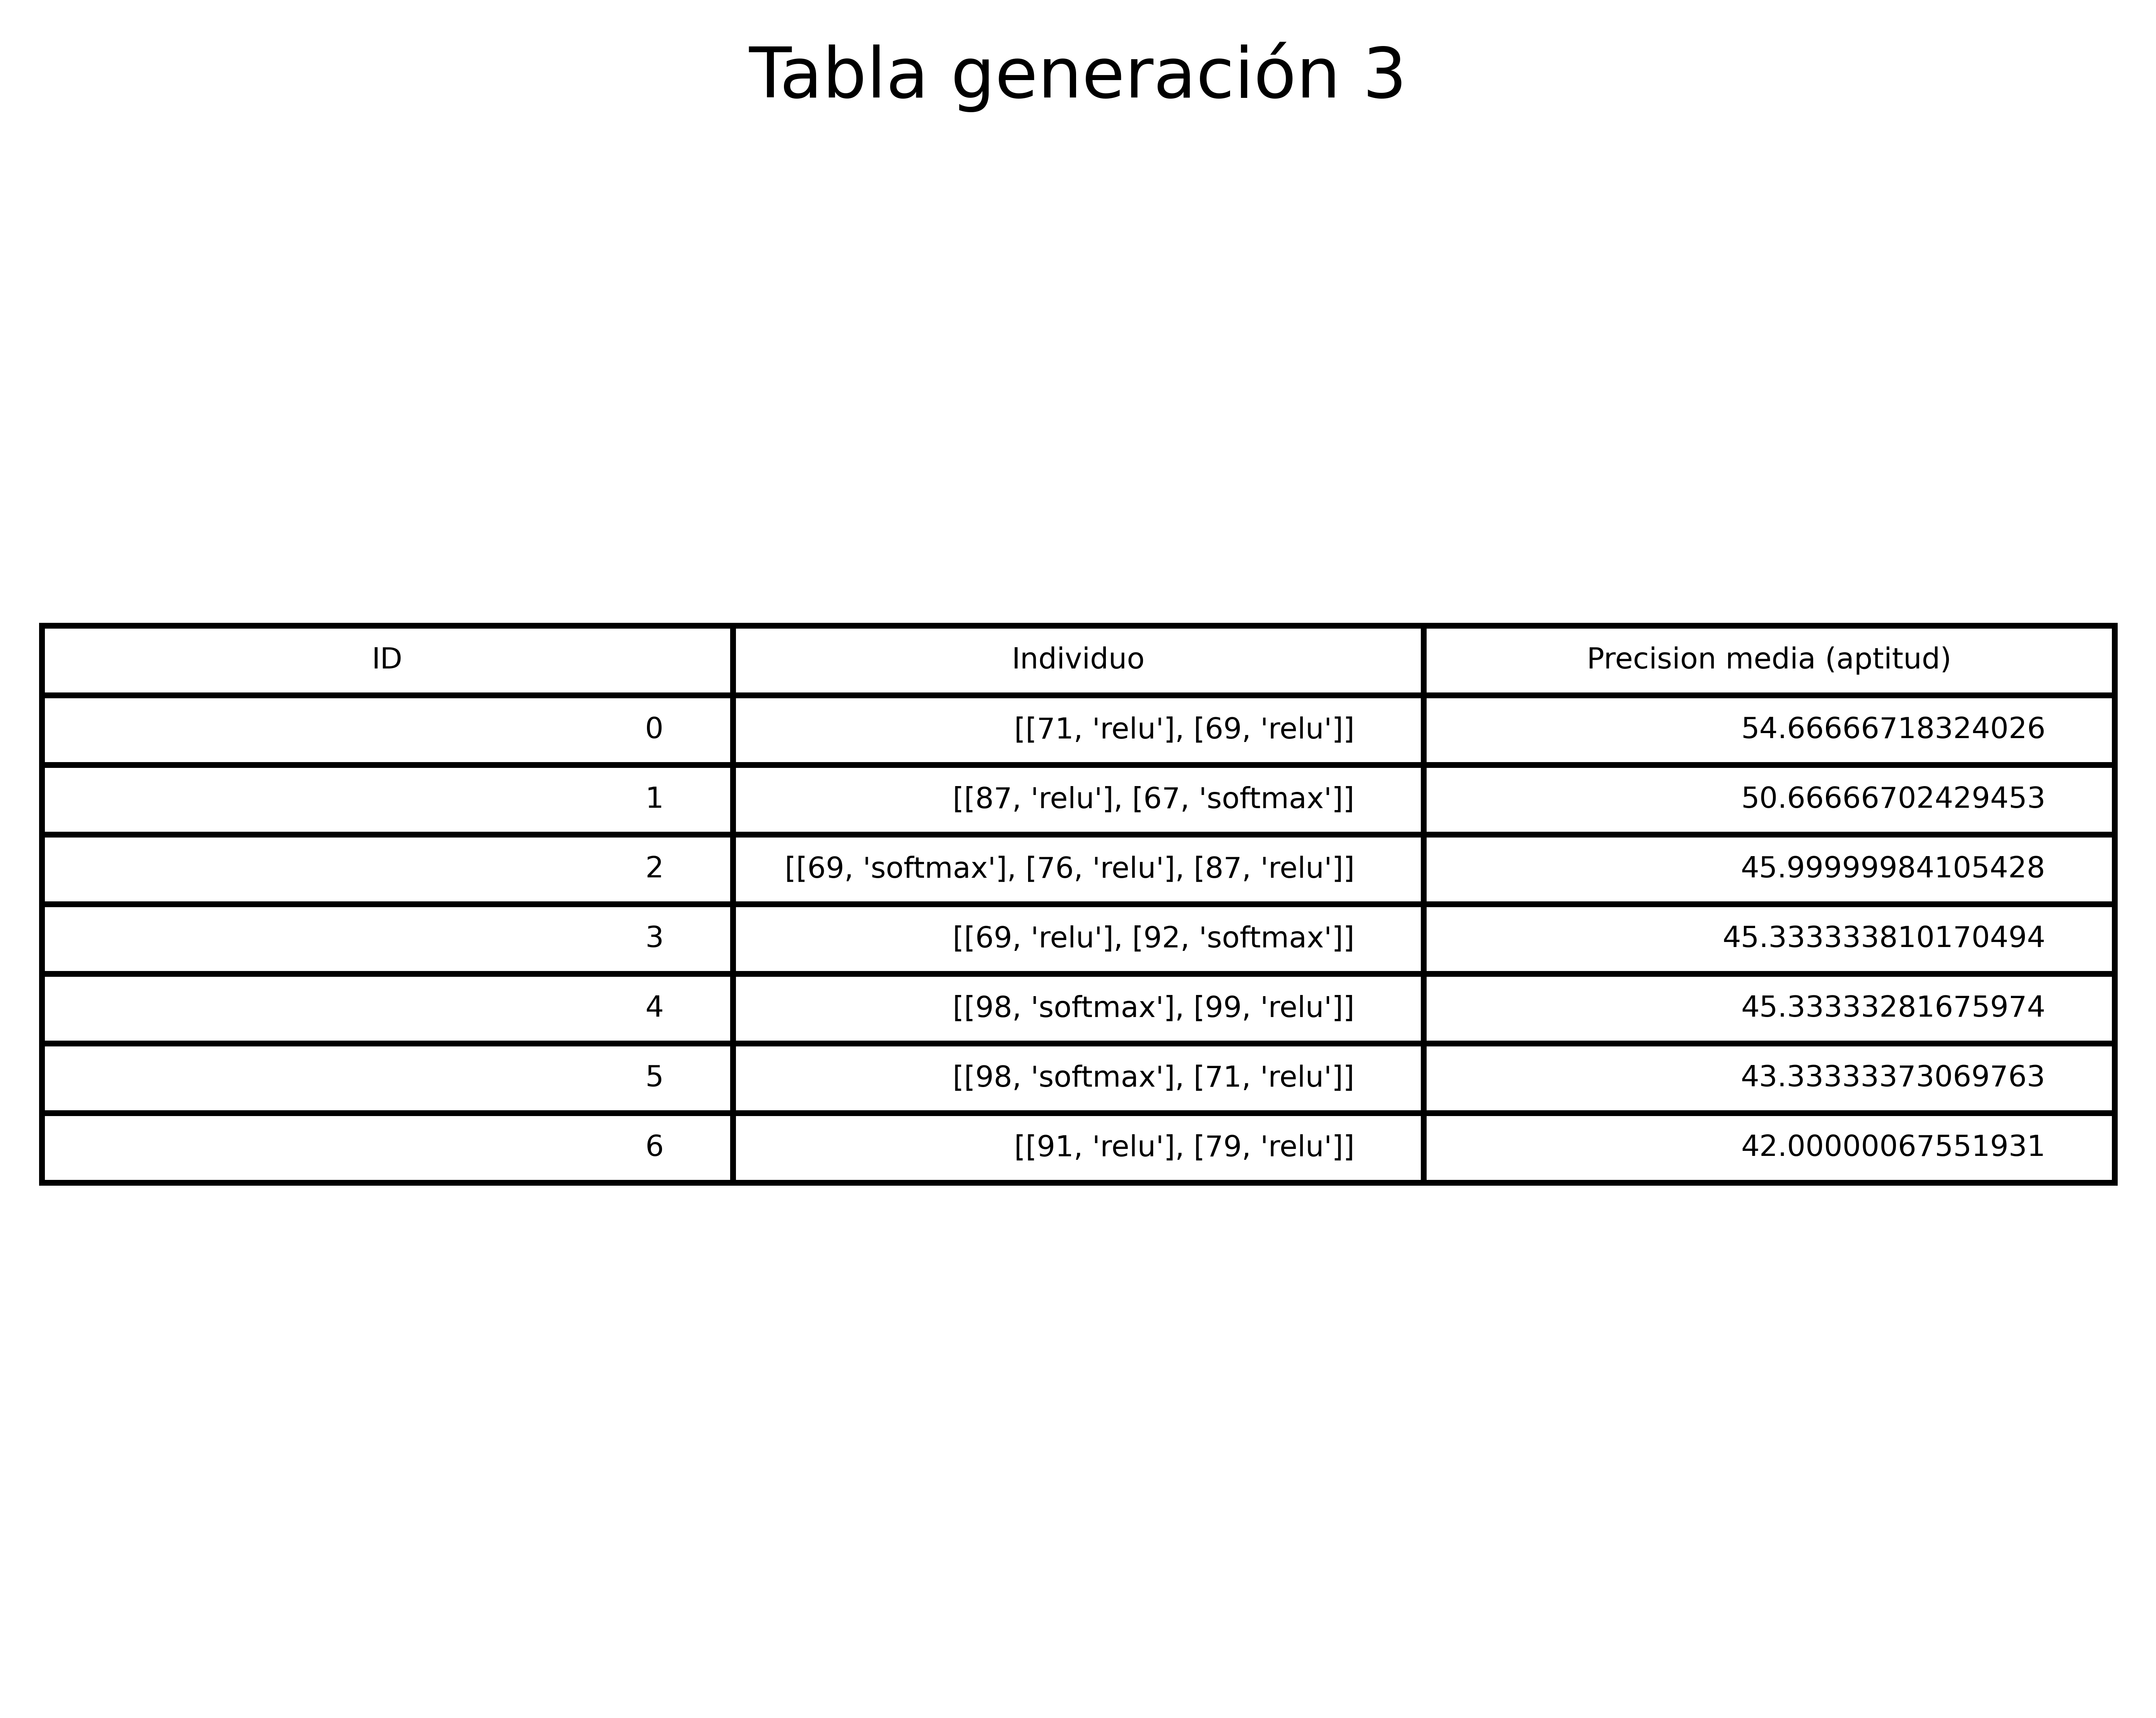 Tabla generación 3
ID Individuo Precision media (aptitud)
0 [[71, 'relu'], [69, 'relu']] 54.66666718324026
1 [[87, 'relu'], [67, 'softmax']] 50.66666702429453
2 [[69, 'softmax'], [76, 'relu'], [87, 'relu']] 45.99999984105428
3 [[69, 'relu'], [92, 'softmax']] 45.333333810170494
4 [[98, 'softmax'], [99, 'relu']] 45.33333281675974
5 [[98, 'softmax'], [71, 'relu']] 43.33333373069763
6 [[91, 'relu'], [79, 'relu']] 42.00000067551931